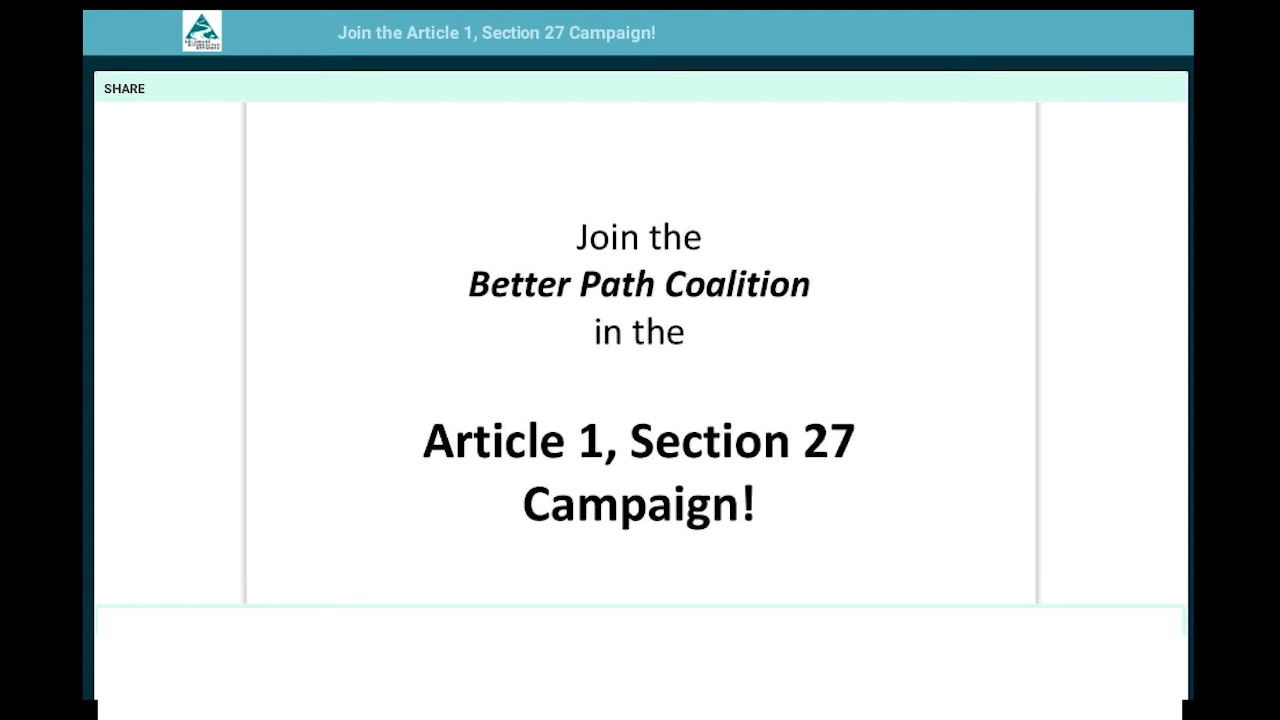 Join the Article 1, Section 27 Campaign!
SHARE
Join the
Better Path Coalition
in the
Article 1, Section 27
Campaign!